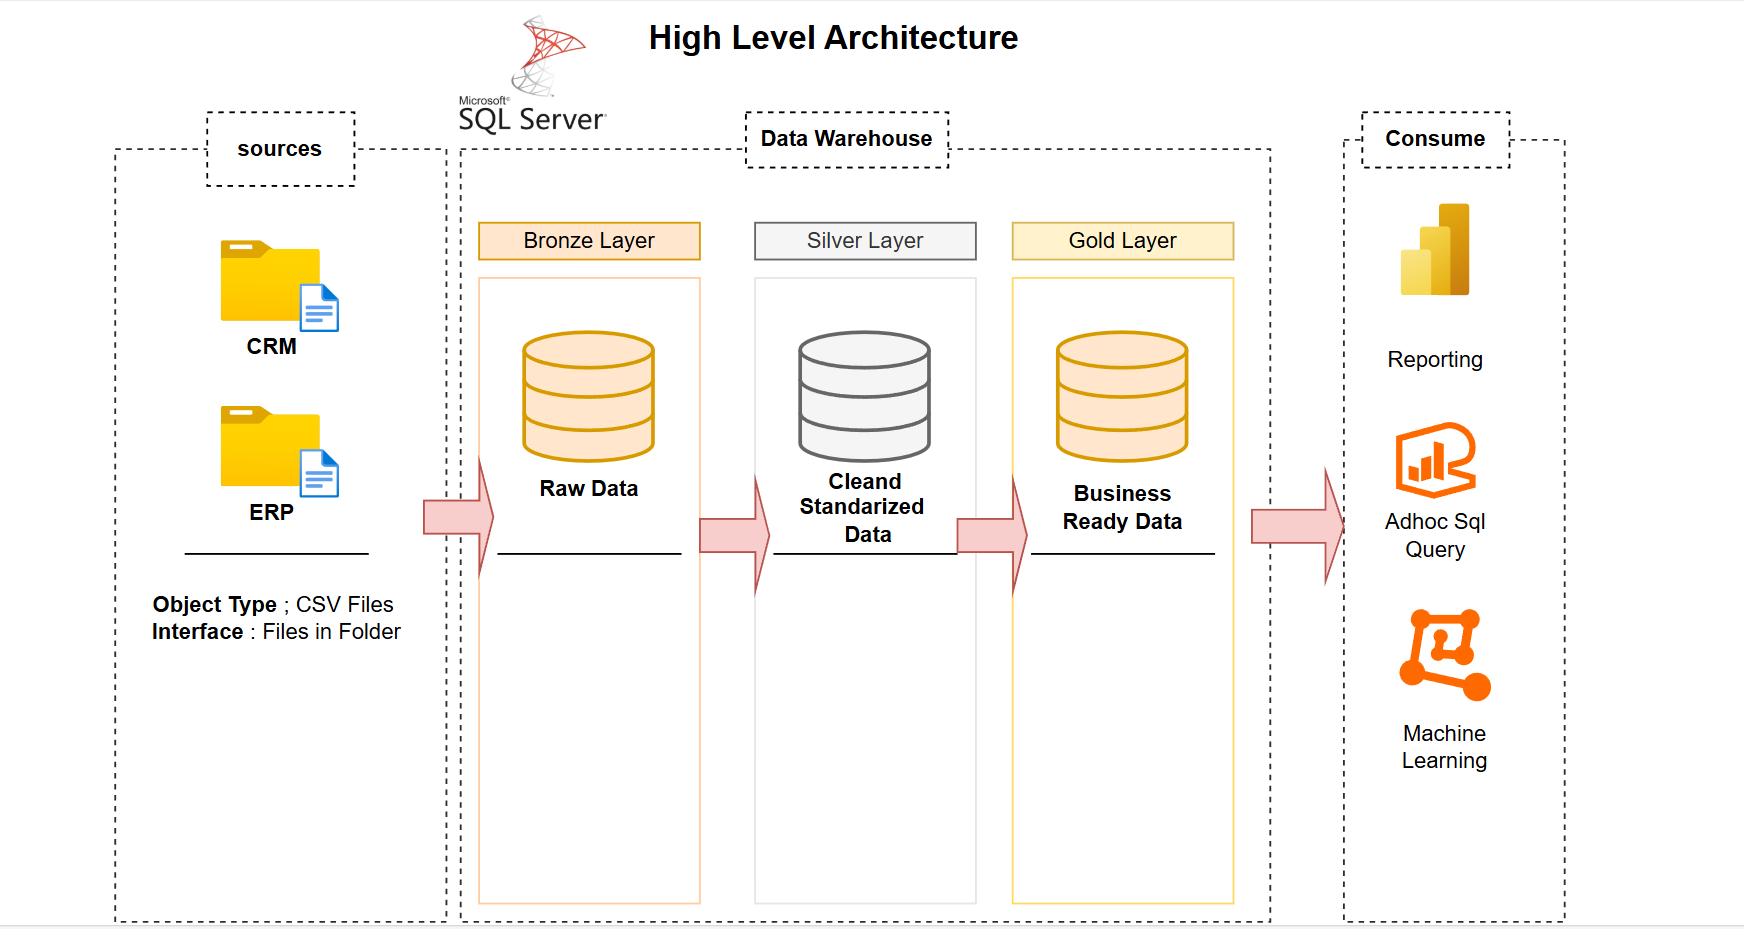 High Level Architecture
Microsoft®
SQL Server
sources
CRM
ERP
Object Type ; CSV Files
Interface : Files in Folder
Data Warehouse
Bronze Layer
Raw Data
Silver Layer
Cleand
Standarized
Data
Gold Layer
Business
Ready Data
Consume
Reporting
Adhoc Sql
Query
Machine
Learning